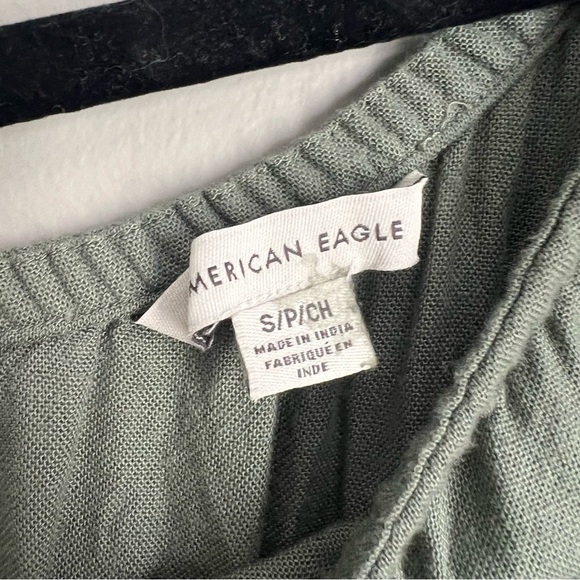 MERICAN EAGLE
S/P/CH
MADE IN INDIA
FABRIQUÉ EN
INDE